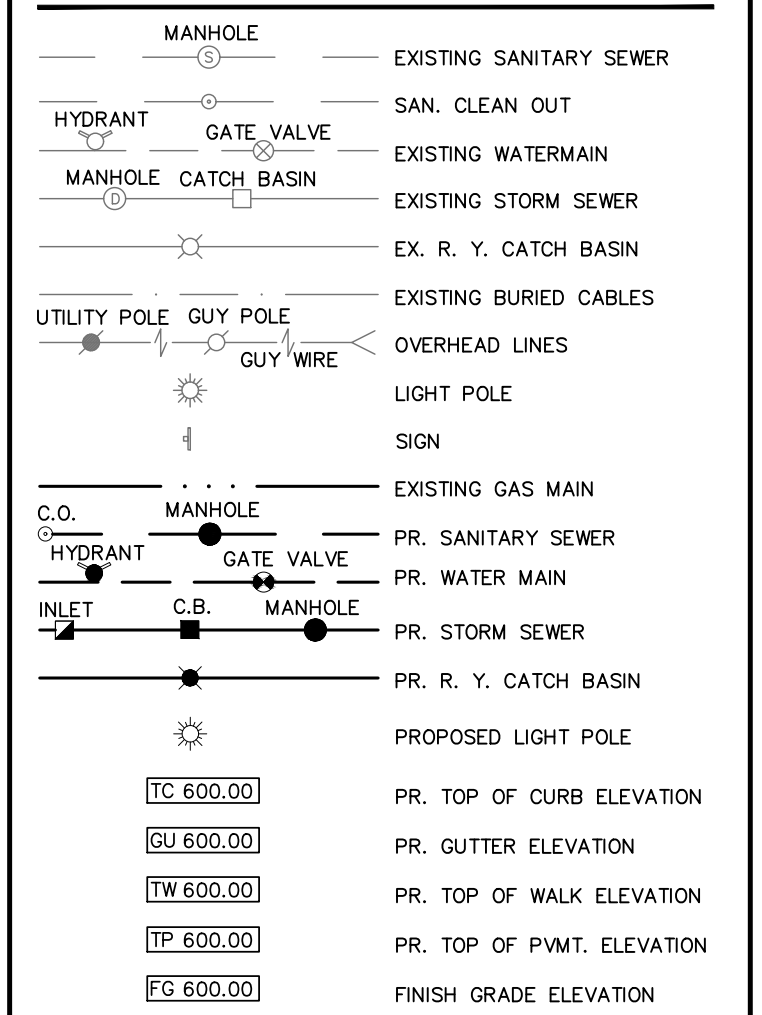 MANHOLE
S
EXISTING SANITARY SEWER
SAN. CLEAN OUT
HYDRANT
GATE VALVE
EXISTING WATERMAIN
MANHOLE CATCH BASIN
D
EXISTING STORM SEWER
EX. R. Y. CATCH BASIN
EXISTING BURIED CABLES
UTILITY POLE GUY POLE
GUY WIRE
OVERHEAD LINES
LIGHT POLE
SIGN
EXISTING GAS MAIN
C.O.
MANHOLE
PR. SANITARY SEWER
HYDRANT
GATE VALVE
PR. WATER MAIN
INLET C.B. MANHOLE
PR. STORM SEWER
PR. R. Y. CATCH BASIN
PROPOSED LIGHT POLE
TC 600.00 PR. TOP OF CURB ELEVATION
GU 600.00 PR. GUTTER ELEVATION
TW 600.00 PR. TOP OF WALK ELEVATION
TP 600.00 PR. TOP OF PVMT. ELEVATION
FG 600.00 FINISH GRADE ELEVATION